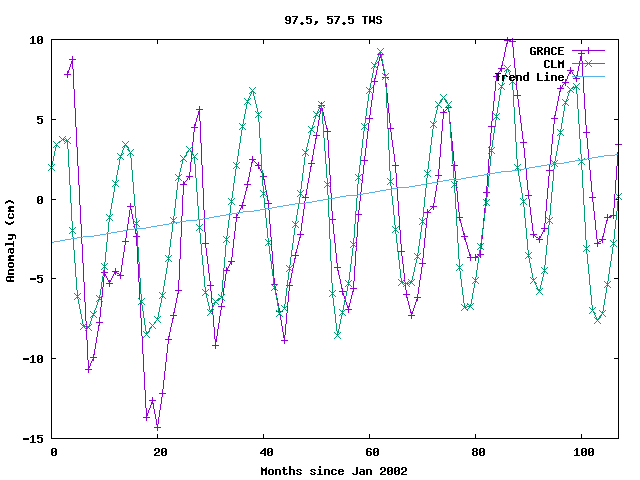 97.5, 57.5 TWS
GRACE
CLM
Trend Line
10
5
0
-5
-10
-15
Anomaly (cm)
0 20 40 60 80 100
Months since Jan 2002